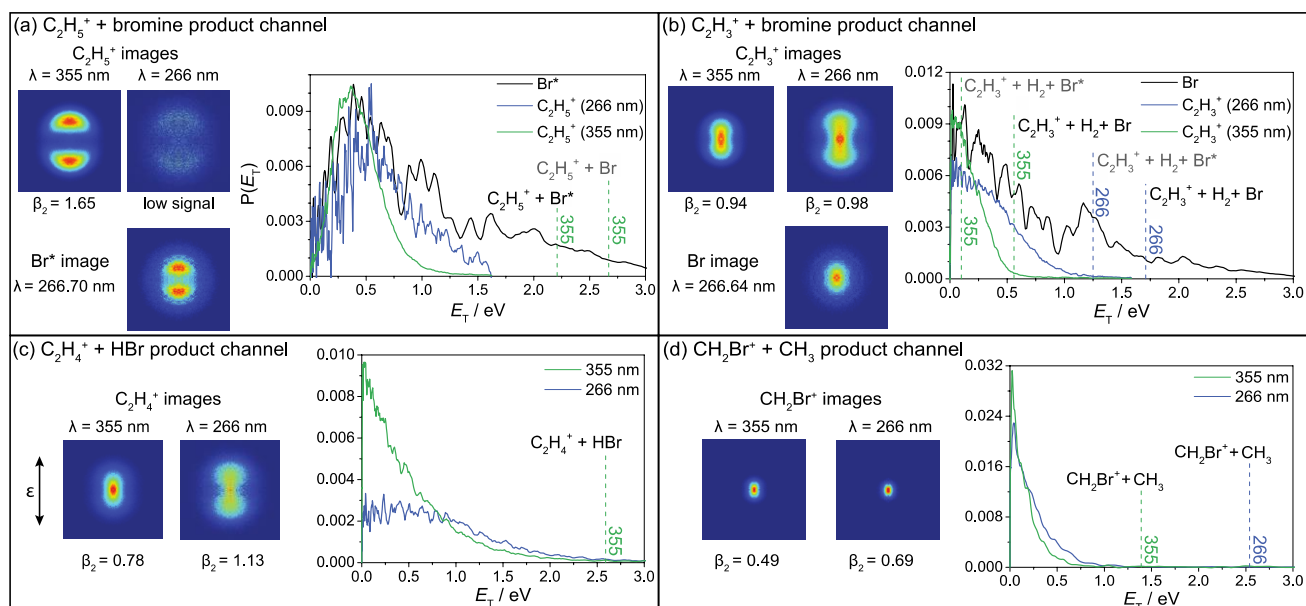 (a) C₂H₅⁺ + bromine product channel
C₂H₅⁺ images
λ = 355 nm
λ = 266 nm
β₂ = 1.65
low signal
Br* image
λ = 266.70 nm
P(E_T)
0.009
0.006
0.003
0.000
Br*
C₂H₅⁺ (266 nm)
C₂H₅⁺ (355 nm)
C₂H₅⁺ + Br
C₂H₅⁺ + Br*
355
355
0.0 0.5 1.0 1.5 2.0 2.5 3.0
E_T / eV
(b) C₂H₃⁺ + bromine product channel
C₂H₃⁺ images
λ = 355 nm
λ = 266 nm
β₂ = 0.94
β₂ = 0.98
Br image
λ = 266.64 nm
0.012
0.009
0.006
0.003
0.000
Br
C₂H₃⁺ (266 nm)
C₂H₃⁺ (355 nm)
C₂H₃⁺ + H₂+ Br*
C₂H₃⁺ + H₂+ Br
C₂H₃⁺ + H₂+ Br*
C₂H₃⁺ + H₂+ Br
355
355
266
266
0.0 0.5 1.0 1.5 2.0 2.5 3.0
E_T / eV
(c) C₂H₄⁺ + HBr product channel
C₂H₄⁺ images
λ = 355 nm
λ = 266 nm
ε
β₂ = 0.78
β₂ = 1.13
0.010
0.008
0.006
0.004
0.002
0.000
355 nm
266 nm
C₂H₄⁺ + HBr
355
0.0 0.5 1.0 1.5 2.0 2.5 3.0
E_T / eV
(d) CH₂Br⁺ + CH₃ product channel
CH₂Br⁺ images
λ = 355 nm
λ = 266 nm
β₂ = 0.49
β₂ = 0.69
0.032
0.024
0.016
0.008
0.000
355 nm
266 nm
CH₂Br⁺ + CH₃
CH₂Br⁺ + CH₃
355
266
0.0 0.5 1.0 1.5 2.0 2.5 3.0
E_T / eV